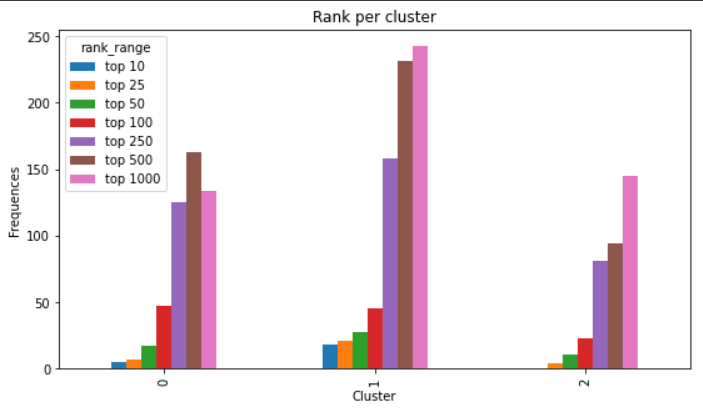 Rank per cluster
250
200
150
100
50
0
Frequences
rank_range
top 10
top 25
top 50
top 100
top 250
top 500
top 1000
0
1
2
Cluster